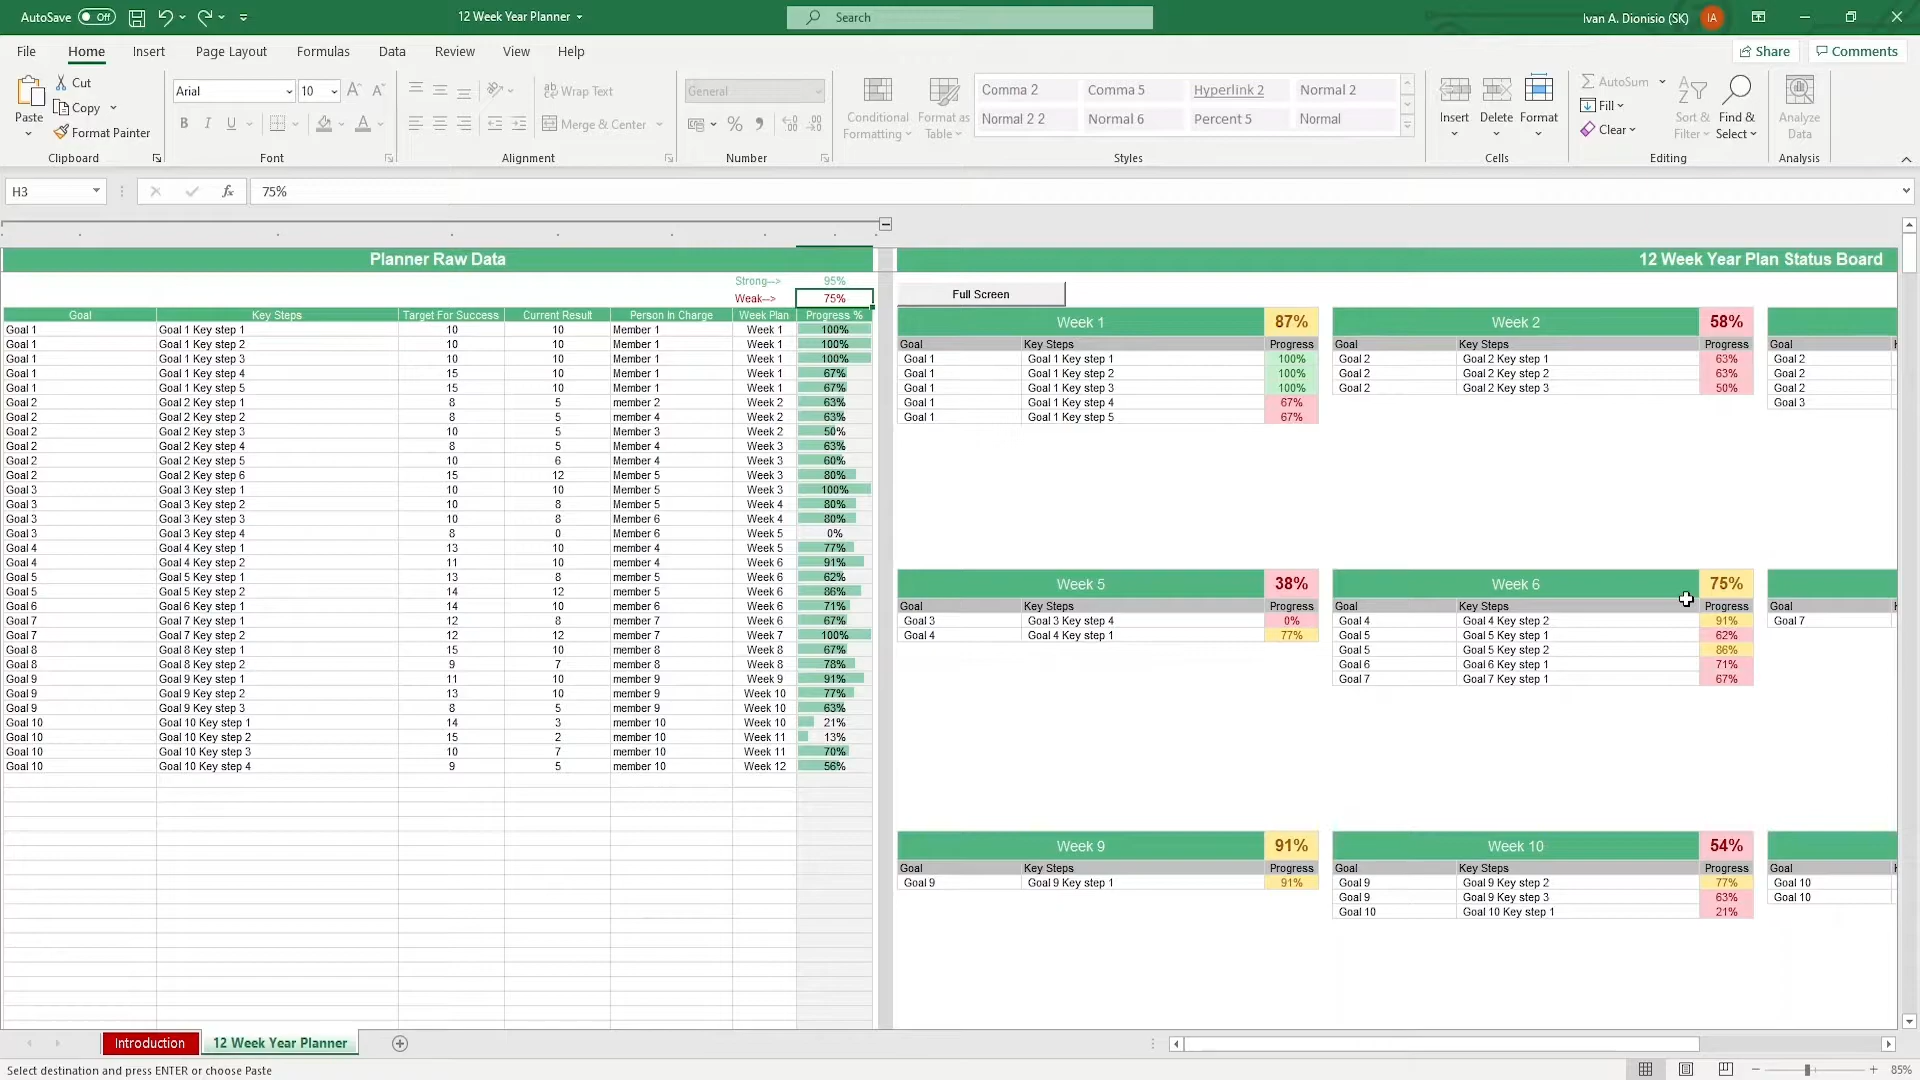 AutoSave Off 12 Week Year Planner Search Ivan A. Dionisio (SK) IA
File Home Insert Page Layout Formulas Data Review View Help Share Comments
Paste Cut Copy Format Painter Clipboard
Arial 10 B I U Font
Wrap Text Merge & Center Alignment
General % Number
Conditional Formatting Format as Table
Comma 2 Comma 5 Hyperlink 2 Normal 2
Normal 2 2 Normal 6 Percent 5 Normal
Styles
Insert Delete Format Cells
AutoSum Fill Clear Sort & Filter Find & Select Editing
Analyze Data Analysis
H3 fx 75%
Planner Raw Data
Strong--> 95%
Weak--> 75%
Goal Key Steps Target For Success Current Result Person In Charge Week Plan Progress %
Goal 1 Goal 1 Key step 1 10 10 Member 1 Week 1 100%
Goal 1 Goal 1 Key step 2 10 10 Member 1 Week 1 100%
Goal 1 Goal 1 Key step 3 10 10 Member 1 Week 1 100%
Goal 1 Goal 1 Key step 4 15 10 Member 1 Week 1 67%
Goal 1 Goal 1 Key step 5 15 10 Member 1 Week 1 67%
Goal 2 Goal 2 Key step 1 8 5 member 2 Week 2 63%
Goal 2 Goal 2 Key step 2 8 5 member 4 Week 2 63%
Goal 2 Goal 2 Key step 3 10 5 Member 3 Week 2 50%
Goal 2 Goal 2 Key step 4 8 5 Member 4 Week 3 63%
Goal 2 Goal 2 Key step 5 10 6 Member 4 Week 3 60%
Goal 2 Goal 2 Key step 6 15 12 Member 5 Week 3 80%
Goal 3 Goal 3 Key step 1 10 10 Member 5 Week 3 100%
Goal 3 Goal 3 Key step 2 10 8 Member 5 Week 4 80%
Goal 3 Goal 3 Key step 3 10 8 Member 6 Week 4 80%
Goal 3 Goal 3 Key step 4 8 0 Member 6 Week 5 0%
Goal 4 Goal 4 Key step 1 13 10 member 4 Week 5 77%
Goal 4 Goal 4 Key step 2 11 10 member 4 Week 6 91%
Goal 5 Goal 5 Key step 1 13 8 member 5 Week 6 62%
Goal 5 Goal 5 Key step 2 14 12 member 5 Week 6 86%
Goal 6 Goal 6 Key step 1 14 10 member 6 Week 6 71%
Goal 7 Goal 7 Key step 1 12 8 member 7 Week 6 67%
Goal 7 Goal 7 Key step 2 12 12 member 7 Week 7 100%
Goal 8 Goal 8 Key step 1 15 10 member 8 Week 8 67%
Goal 8 Goal 8 Key step 2 9 7 member 8 Week 8 78%
Goal 9 Goal 9 Key step 1 11 10 member 9 Week 9 91%
Goal 9 Goal 9 Key step 2 13 10 member 9 Week 10 77%
Goal 9 Goal 9 Key step 3 8 5 member 9 Week 10 63%
Goal 10 Goal 10 Key step 1 14 3 member 10 Week 10 21%
Goal 10 Goal 10 Key step 2 15 2 member 10 Week 11 13%
Goal 10 Goal 10 Key step 3 10 7 member 10 Week 11 70%
Goal 10 Goal 10 Key step 4 9 5 member 10 Week 12 56%
12 Week Year Plan Status Board
Full Screen
Week 1 87%
Goal Key Steps Progress
Goal 1 Goal 1 Key step 1 100%
Goal 1 Goal 1 Key step 2 100%
Goal 1 Goal 1 Key step 3 100%
Goal 1 Goal 1 Key step 4 67%
Goal 1 Goal 1 Key step 5 67%
Week 2 58%
Goal Key Steps Progress
Goal 2 Goal 2 Key step 1 63%
Goal 2 Goal 2 Key step 2 63%
Goal 2 Goal 2 Key step 3 50%
Goal
Goal 2
Goal 2
Goal 2
Goal 3
Week 5 38%
Goal Key Steps Progress
Goal 3 Goal 3 Key step 4 0%
Goal 4 Goal 4 Key step 1 77%
Week 6 75%
Goal Key Steps Progress
Goal 4 Goal 4 Key step 2 91%
Goal 5 Goal 5 Key step 1 62%
Goal 5 Goal 5 Key step 2 86%
Goal 6 Goal 6 Key step 1 71%
Goal 7 Goal 7 Key step 1 67%
Goal
Goal 7
Week 9 91%
Goal Key Steps Progress
Goal 9 Goal 9 Key step 1 91%
Week 10 54%
Goal Key Steps Progress
Goal 9 Goal 9 Key step 2 77%
Goal 9 Goal 9 Key step 3 63%
Goal 10 Goal 10 Key step 1 21%
Goal
Goal 10
Goal 10
Introduction 12 Week Year Planner
Select destination and press ENTER or choose Paste 85%